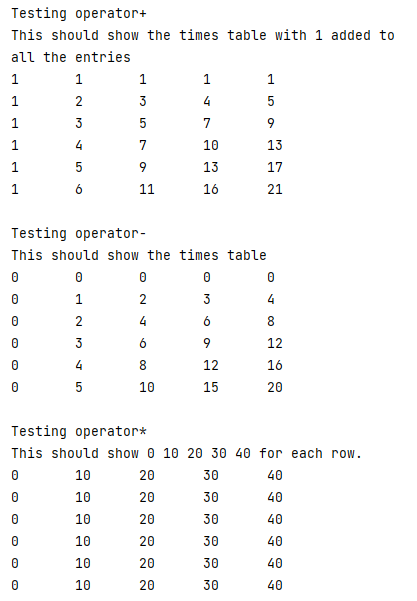 Testing operator+
This should show the times table with 1 added to
all the entries
1 1 1 1 1
1 2 3 4 5
1 3 5 7 9
1 4 7 10 13
1 5 9 13 17
1 6 11 16 21
Testing operator-
This should show the times table
0 0 0 0 0
0 1 2 3 4
0 2 4 6 8
0 3 6 9 12
0 4 8 12 16
0 5 10 15 20
Testing operator*
This should show 0 10 20 30 40 for each row.
0 10 20 30 40
0 10 20 30 40
0 10 20 30 40
0 10 20 30 40
0 10 20 30 40
0 10 20 30 40